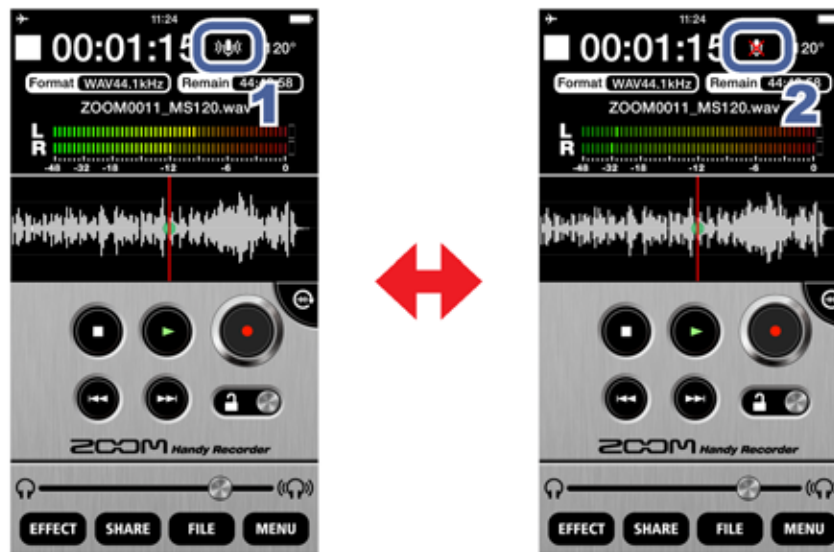 11:24
00:01:15 120°
1
Format WAV44.1kHz Remain
ZOOM0011_MS120.wav
L
R
-48 -32 -18 -12 -6 0
ZOOM Handy Recorder
EFFECT SHARE FILE MENU
11:24
00:01:15 120°
2
Format WAV44.1kHz Remain
ZOOM0011_MS120.wav
L
R
-48 -32 -18 -12 -6 0
ZOOM Handy Recorder
EFFECT SHARE FILE MENU